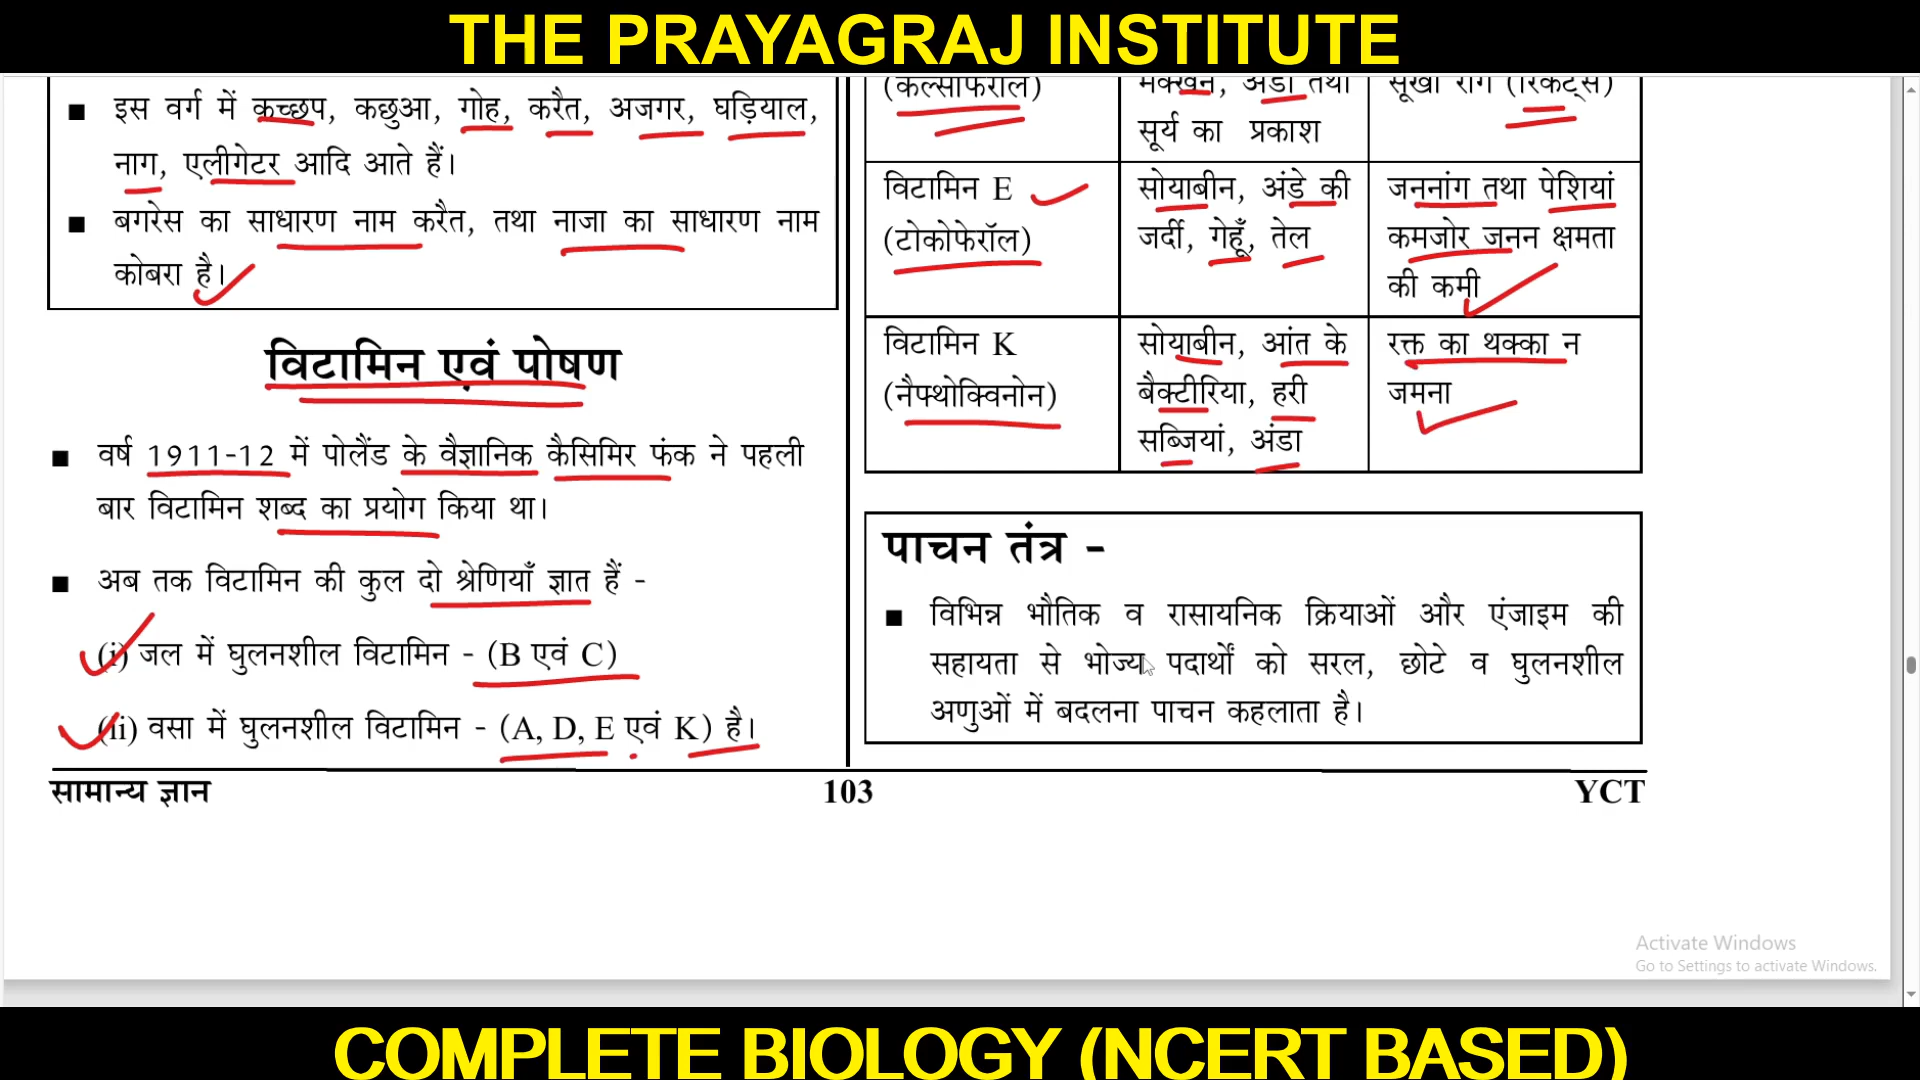 THE PRAYAGRAJ INSTITUTE
■ इस वर्ग में कच्छप, कछुआ, गोह, करैत, अजगर, घड़ियाल,
नाग, एलीगेटर आदि आते हैं।
■ बगरेस का साधारण नाम करैत, तथा नाजा का साधारण नाम
कोबरा है।
विटामिन एवं पोषण
■ वर्ष 1911-12 में पोलैंड के वैज्ञानिक कैसिमिर फंक ने पहली
बार विटामिन शब्द का प्रयोग किया था।
■ अब तक विटामिन की कुल दो श्रेणियाँ ज्ञात हैं -
(i) जल में घुलनशील विटामिन - (B एवं C)
(ii) वसा में घुलनशील विटामिन - (A, D, E एवं K) है।
(कैल्सीफेरॉल) मक्खन, अंडा तथा सूखा रोग (रिकेट्स)
सूर्य का प्रकाश
विटामिन E सोयाबीन, अंडे की जननांग तथा पेशियां
(टोकोफेरॉल) जर्दी, गेहूँ, तेल कमजोर जनन क्षमता
की कमी
विटामिन K सोयाबीन, आंत के रक्त का थक्का न
(नैफ्थोक्विनोन) बैक्टीरिया, हरी जमना
सब्जियां, अंडा
पाचन तंत्र -
■ विभिन्न भौतिक व रासायनिक क्रियाओं और एंजाइम की
सहायता से भोज्य पदार्थों को सरल, छोटे व घुलनशील
अणुओं में बदलना पाचन कहलाता है।
सामान्य ज्ञान 103 YCT
Activate Windows
Go to Settings to activate Windows.
COMPLETE BIOLOGY (NCERT BASED)